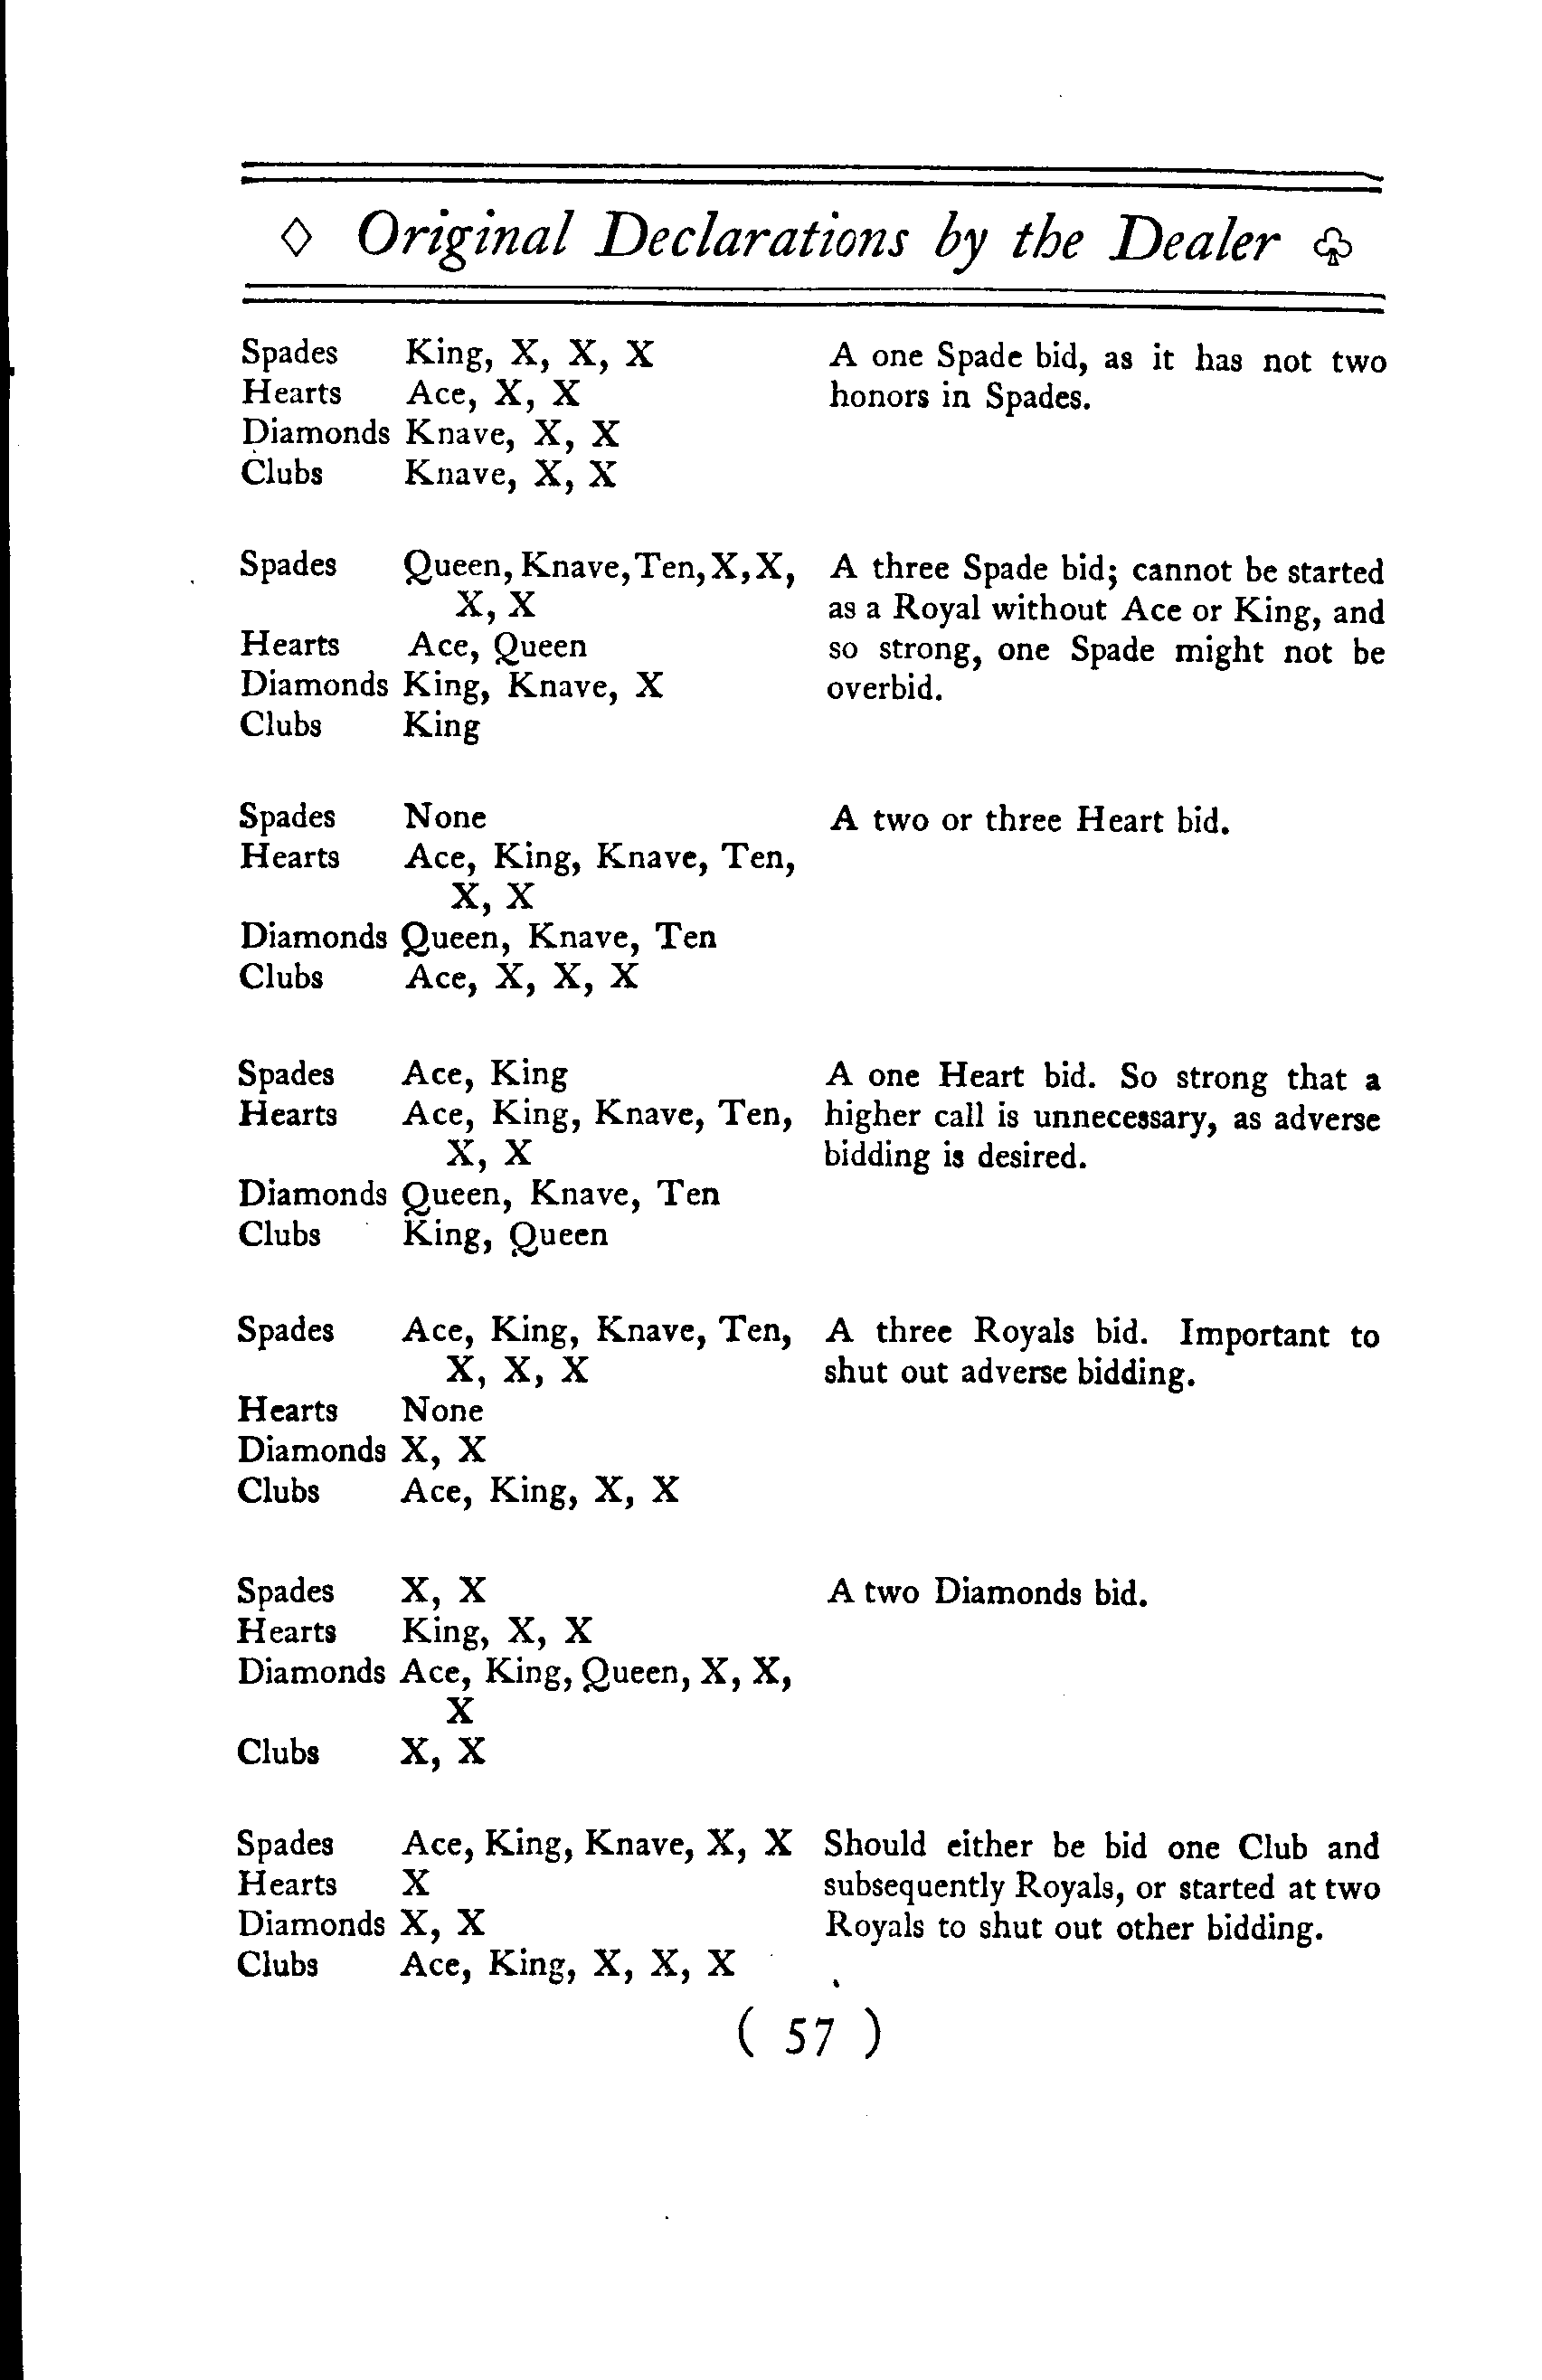 ◇ Original Declarations by the Dealer ♧
Spades King, X, X, X
Hearts Ace, X, X
Diamonds Knave, X, X
Clubs Knave, X, X
A one Spade bid, as it has not two
honors in Spades.
Spades Queen, Knave, Ten, X, X,
X, X
Hearts Ace, Queen
Diamonds King, Knave, X
Clubs King
A three Spade bid; cannot be started
as a Royal without Ace or King, and
so strong, one Spade might not be
overbid.
Spades None
Hearts Ace, King, Knave, Ten,
X, X
Diamonds Queen, Knave, Ten
Clubs Ace, X, X, X
A two or three Heart bid.
Spades Ace, King
Hearts Ace, King, Knave, Ten,
X, X
Diamonds Queen, Knave, Ten
Clubs King, Queen
A one Heart bid. So strong that a
higher call is unnecessary, as adverse
bidding is desired.
Spades Ace, King, Knave, Ten,
X, X, X
Hearts None
Diamonds X, X
Clubs Ace, King, X, X
A three Royals bid. Important to
shut out adverse bidding.
Spades X, X
Hearts King, X, X
Diamonds Ace, King, Queen, X, X,
X
Clubs X, X
A two Diamonds bid.
Spades Ace, King, Knave, X, X
Hearts X
Diamonds X, X
Clubs Ace, King, X, X, X
Should either be bid one Club and
subsequently Royals, or started at two
Royals to shut out other bidding.
( 57 )